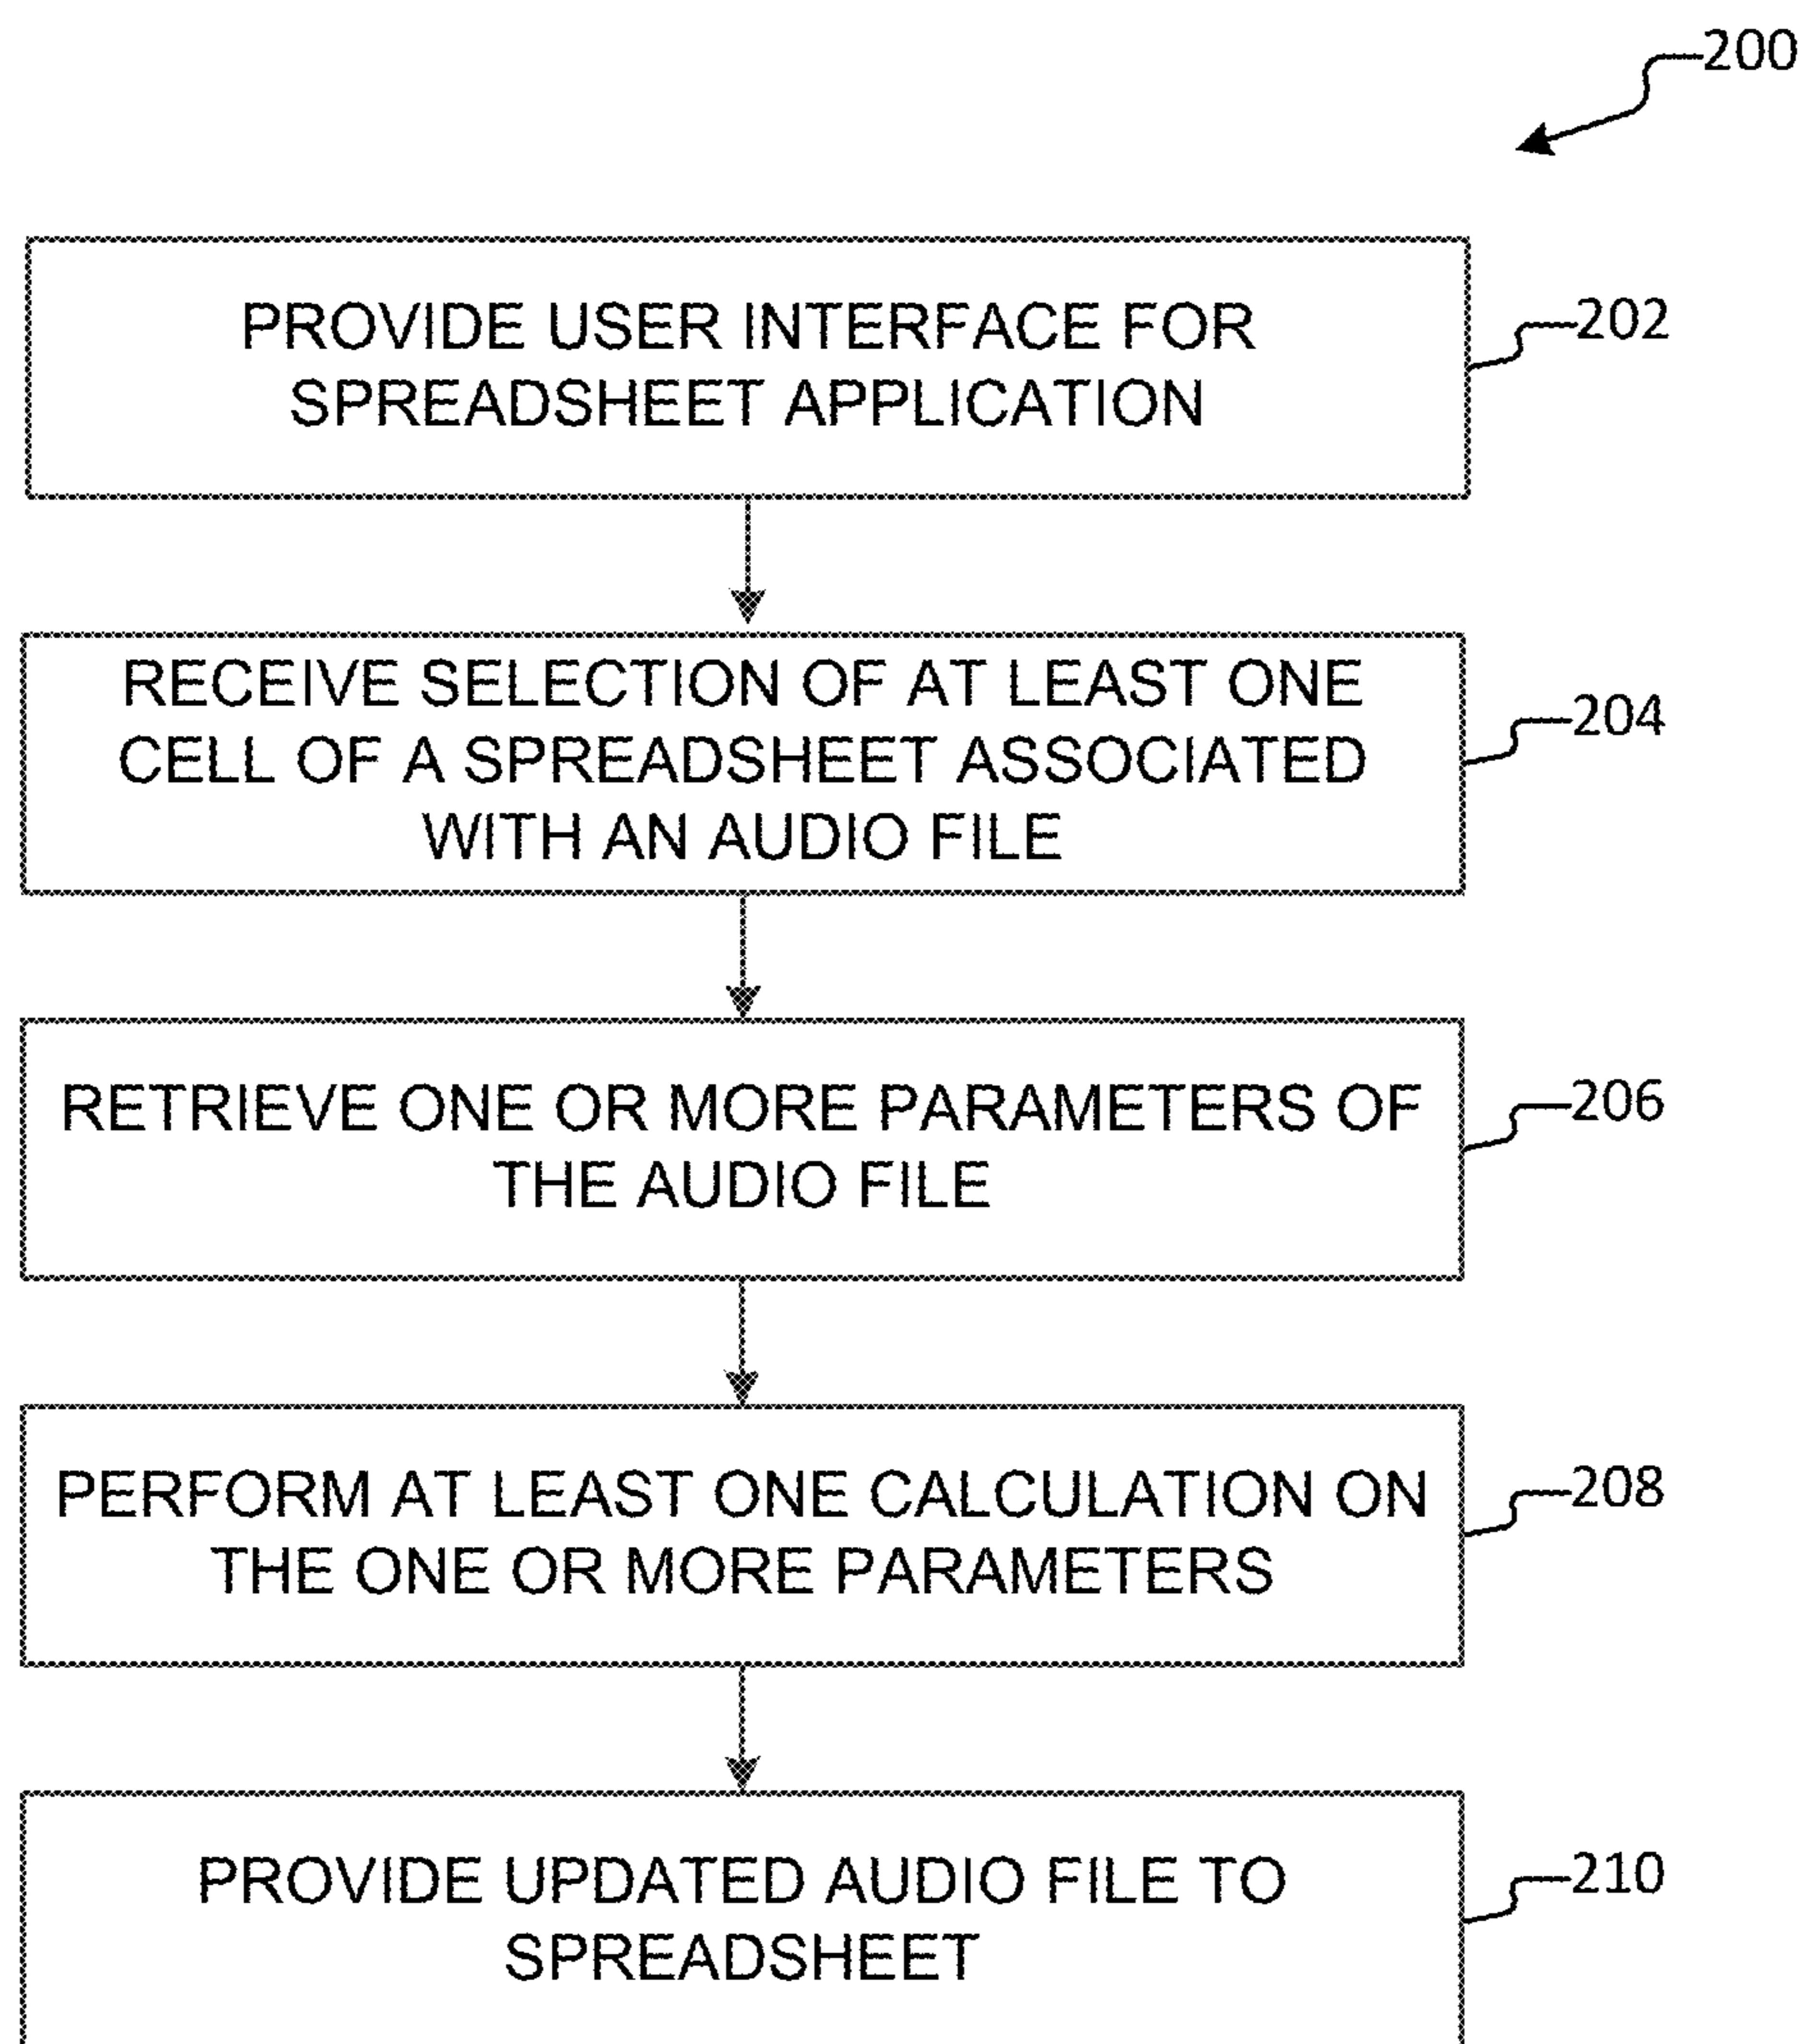 200
PROVIDE USER INTERFACE FOR
SPREADSHEET APPLICATION
202
RECEIVE SELECTION OF AT LEAST ONE
CELL OF A SPREADSHEET ASSOCIATED
WITH AN AUDIO FILE
204
RETRIEVE ONE OR MORE PARAMETERS OF
THE AUDIO FILE
206
PERFORM AT LEAST ONE CALCULATION ON
THE ONE OR MORE PARAMETERS
208
PROVIDE UPDATED AUDIO FILE TO
SPREADSHEET
210